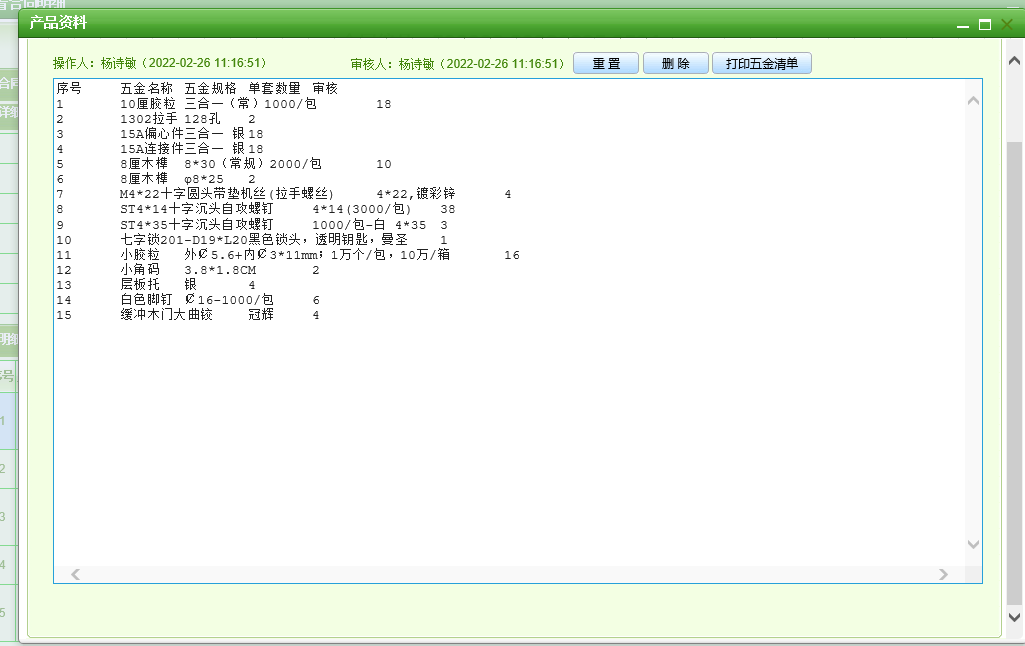 产品资料
操作人：杨诗敏（2022-02-26 11:16:51） 审核人：杨诗敏（2022-02-26 11:16:51） 重 置 删 除 打印五金清单
序号 五金名称 五金规格 单套数量 审核
1 10厘胶粒 三合一（常）1000/包 18
2 1302拉手 128孔 2
3 15A偏心件三合一 银 18
4 15A连接件三合一 银 18
5 8厘木榫 8*30（常规）2000/包 10
6 8厘木榫 φ8*25 2
7 M4*22十字圆头带垫机丝(拉手螺丝) 4*22,镀彩锌 4
8 ST4*14十字沉头自攻螺钉 4*14(3000/包) 38
9 ST4*35十字沉头自攻螺钉 1000/包-白 4*35 3
10 七字锁201-D19*L20黑色锁头，透明钥匙，曼圣 1
11 小胶粒 外₡5.6+内₡3*11mm；1万个/包，10万/箱 16
12 小角码 3.8*1.8CM 2
13 层板托 银 4
14 白色脚钉 ₡16-1000/包 6
15 缓冲木门大曲铰 冠辉 4
明细
序号
1
2
3
4
5